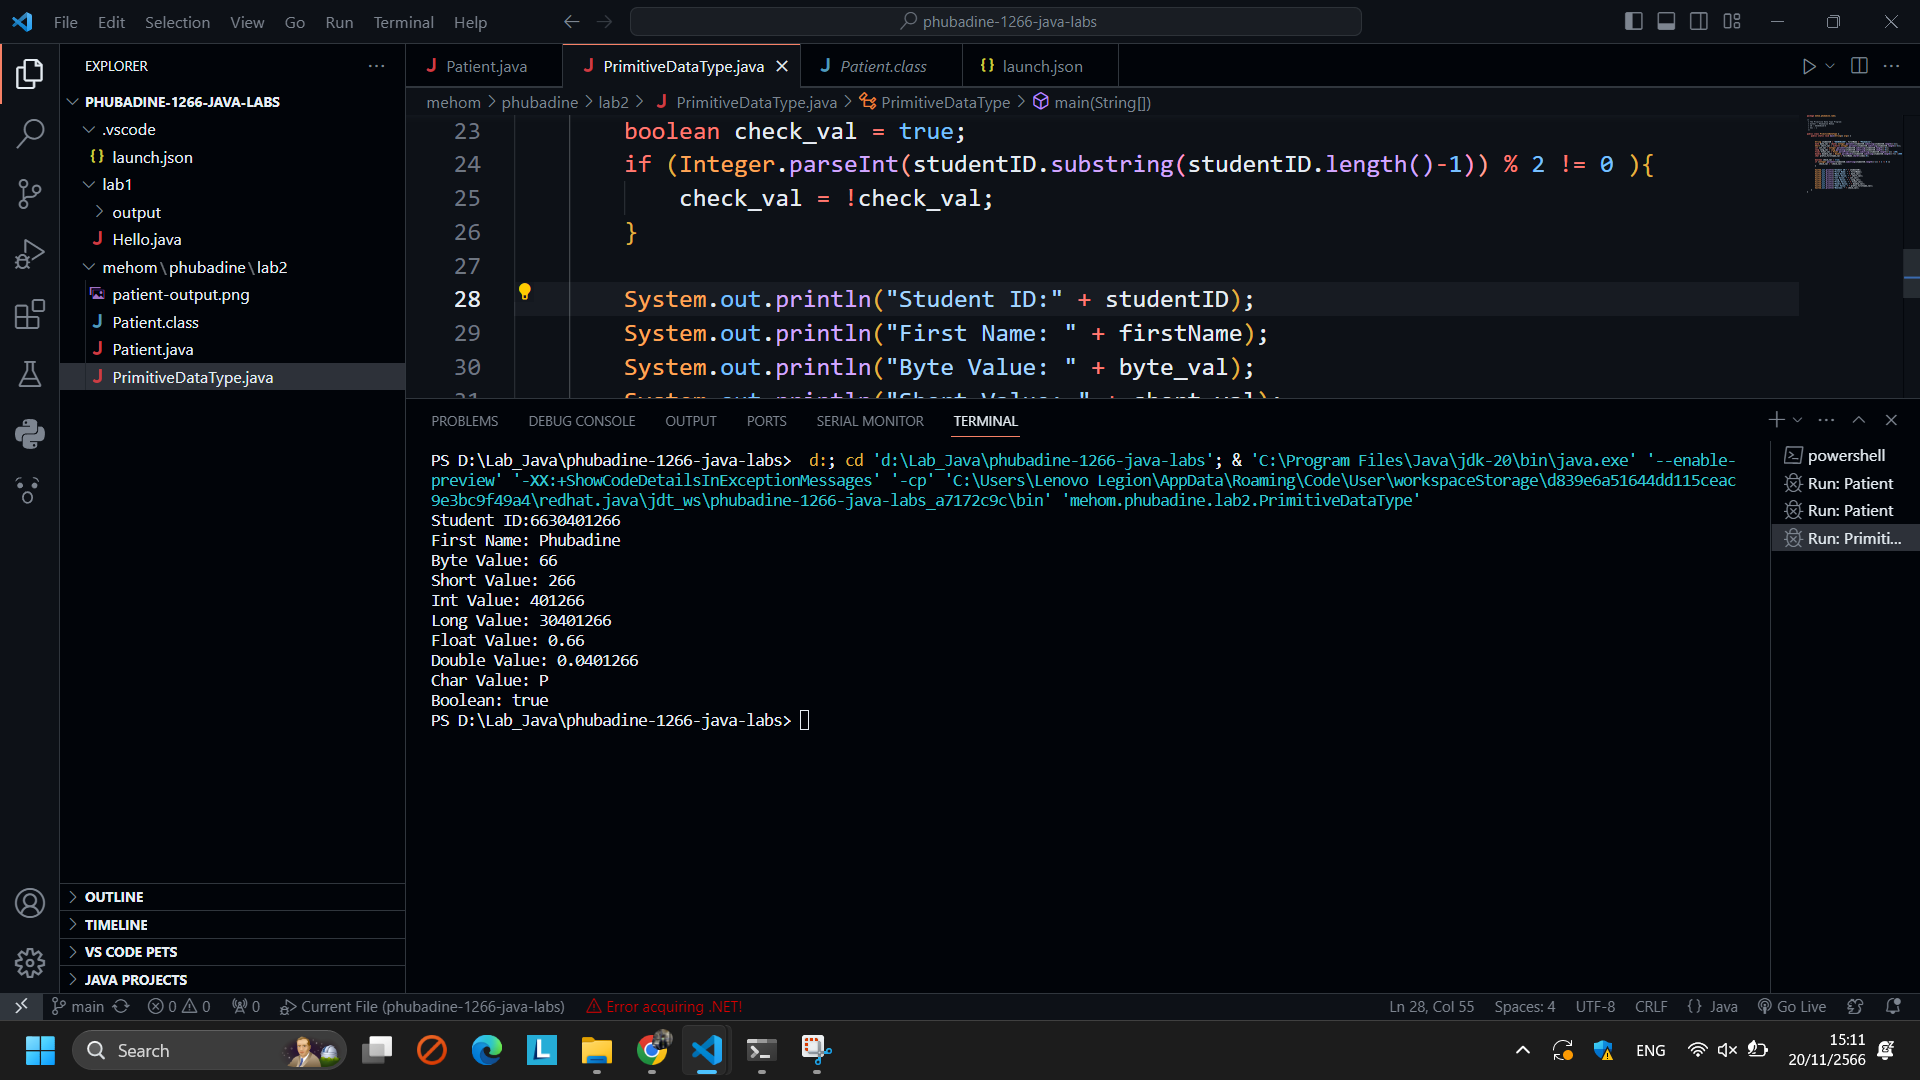 File Edit Selection View Go Run Terminal Help
phubadine-1266-java-labs
EXPLORER
PHUBADINE-1266-JAVA-LABS
.vscode
launch.json
lab1
output
Hello.java
mehom\phubadine\lab2
patient-output.png
Patient.class
Patient.java
PrimitiveDataType.java
OUTLINE
TIMELINE
VS CODE PETS
JAVA PROJECTS
Patient.java PrimitiveDataType.java Patient.class launch.json
mehom > phubadine > lab2 > PrimitiveDataType.java > PrimitiveDataType > main(String[])
23 boolean check_val = true;
24 if (Integer.parseInt(studentID.substring(studentID.length()-1)) % 2 != 0 ){
25 check_val = !check_val;
26 }
27
28 System.out.println("Student ID:" + studentID);
29 System.out.println("First Name: " + firstName);
30 System.out.println("Byte Value: " + byte_val);
31 System.out.println("Short Value: " + short_val);
PROBLEMS DEBUG CONSOLE OUTPUT PORTS SERIAL MONITOR TERMINAL
PS D:\Lab_Java\phubadine-1266-java-labs>  d:; cd 'd:\Lab_Java\phubadine-1266-java-labs'; & 'C:\Program Files\Java\jdk-20\bin\java.exe' '--enable-
preview' '-XX:+ShowCodeDetailsInExceptionMessages' '-cp' 'C:\Users\Lenovo Legion\AppData\Roaming\Code\User\workspaceStorage\d839e6a51644dd115ceac
9e3bc9f49a4\redhat.java\jdt_ws\phubadine-1266-java-labs_a7172c9c\bin' 'mehom.phubadine.lab2.PrimitiveDataType'
Student ID:6630401266
First Name: Phubadine
Byte Value: 66
Short Value: 266
Int Value: 401266
Long Value: 30401266
Float Value: 0.66
Double Value: 0.0401266
Char Value: P
Boolean: true
PS D:\Lab_Java\phubadine-1266-java-labs>
powershell
Run: Patient
Run: Patient
Run: Primiti...
main 0 0 0 Current File (phubadine-1266-java-labs) Error acquiring .NET! Ln 28, Col 55 Spaces: 4 UTF-8 CRLF {} Java Go Live
Search
ENG
15:11
20/11/2566